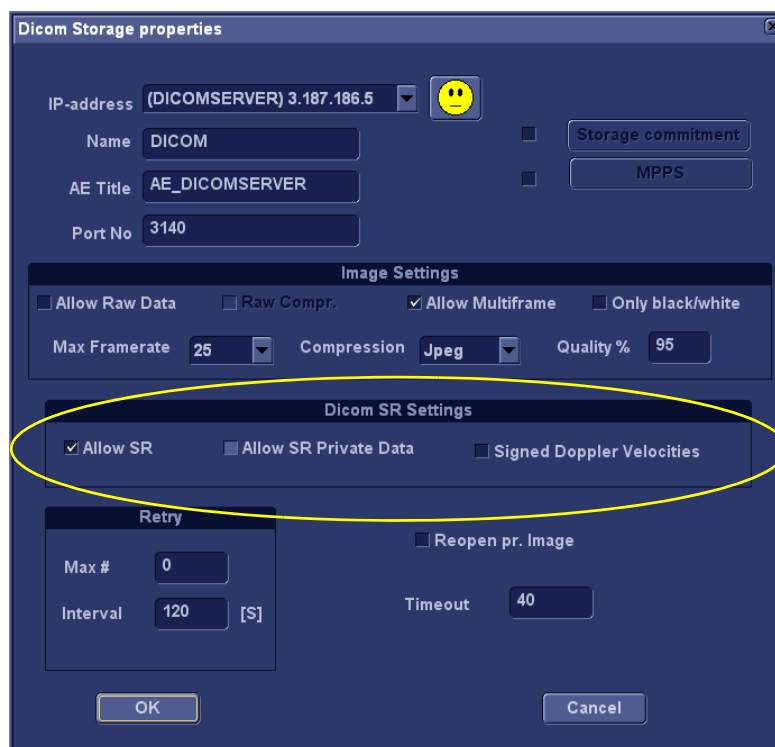 Dicom Storage properties
IP-address (DICOMSERVER) 3.187.186.5
Name DICOM
Storage commitment
AE Title AE_DICOMSERVER
MPPS
Port No 3140
Image Settings
Allow Raw Data Raw Compr. Allow Multiframe Only black/white
Max Framerate 25 Compression Jpeg Quality % 95
Dicom SR Settings
Allow SR Allow SR Private Data Signed Doppler Velocities
Retry
Reopen pr. Image
Max # 0
Interval 120 [S]
Timeout 40
OK Cancel